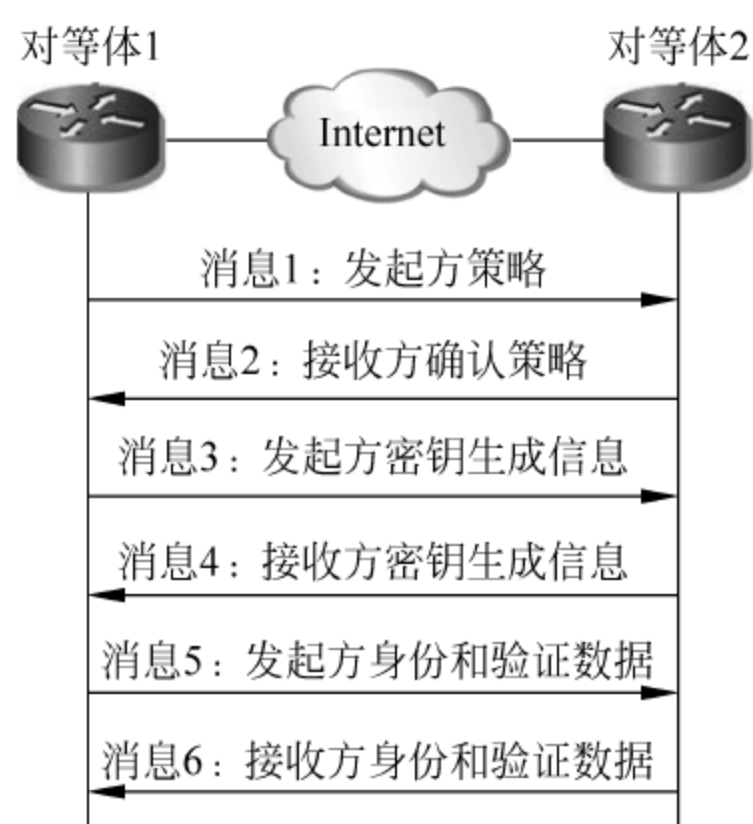 对等体1
对等体2
Internet
消息1：发起方策略
消息2：接收方确认策略
消息3：发起方密钥生成信息
消息4：接收方密钥生成信息
消息5：发起方身份和验证数据
消息6：接收方身份和验证数据